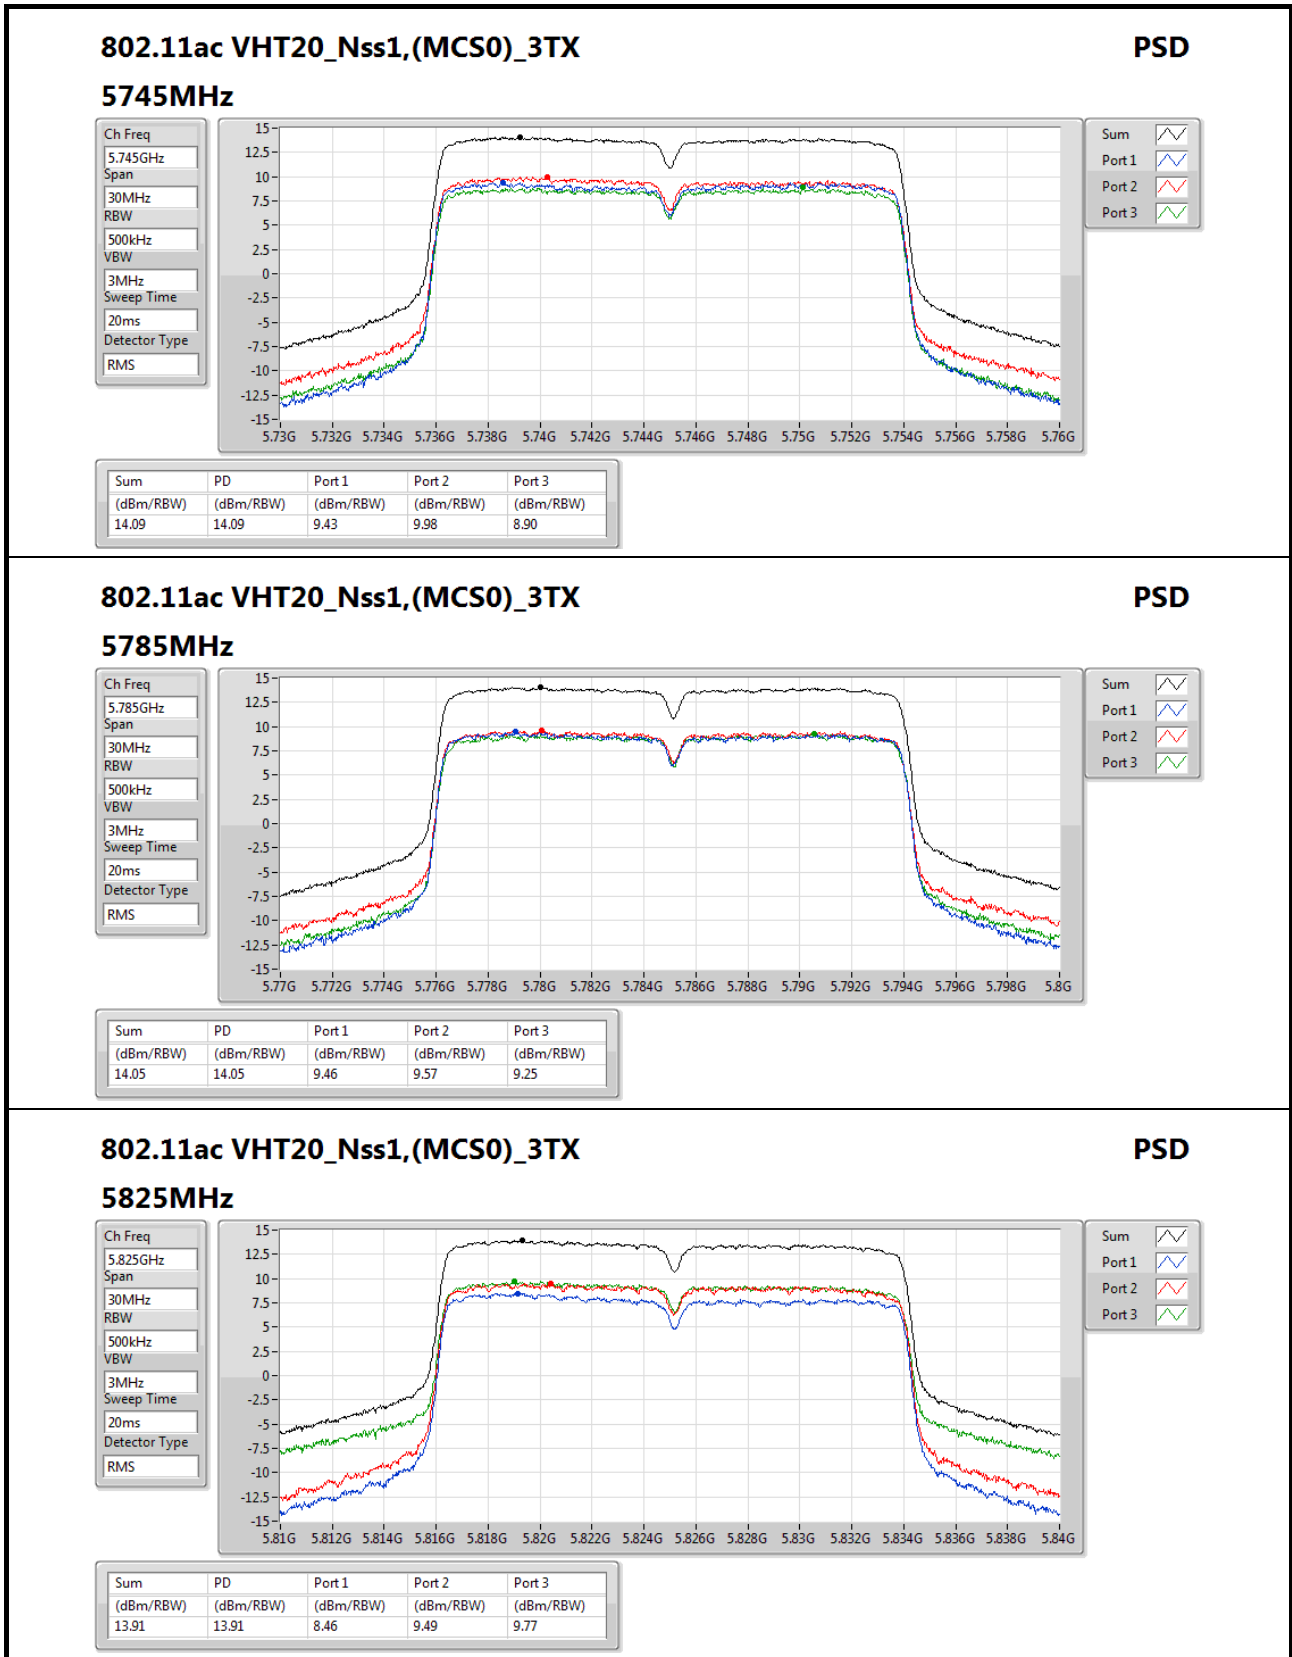 802.11ac VHT20_Nss1,(MCS0)_3TX PSD
5745MHz
Ch Freq
5.745GHz
Span
30MHz
RBW
500kHz
VBW
3MHz
Sweep Time
20ms
Detector Type
RMS
15
12.5
10
7.5
5
2.5
0
-2.5
-5
-7.5
-10
-12.5
-15
5.73G 5.732G 5.734G 5.736G 5.738G 5.74G 5.742G 5.744G 5.746G 5.748G 5.75G 5.752G 5.754G 5.756G 5.758G 5.76G
Sum
Port 1
Port 2
Port 3
Sum PD Port 1 Port 2 Port 3
(dBm/RBW) (dBm/RBW) (dBm/RBW) (dBm/RBW) (dBm/RBW)
14.09 14.09 9.43 9.98 8.90
802.11ac VHT20_Nss1,(MCS0)_3TX PSD
5785MHz
Ch Freq
5.785GHz
Span
30MHz
RBW
500kHz
VBW
3MHz
Sweep Time
20ms
Detector Type
RMS
15
12.5
10
7.5
5
2.5
0
-2.5
-5
-7.5
-10
-12.5
-15
5.77G 5.772G 5.774G 5.776G 5.778G 5.78G 5.782G 5.784G 5.786G 5.788G 5.79G 5.792G 5.794G 5.796G 5.798G 5.8G
Sum
Port 1
Port 2
Port 3
Sum PD Port 1 Port 2 Port 3
(dBm/RBW) (dBm/RBW) (dBm/RBW) (dBm/RBW) (dBm/RBW)
14.05 14.05 9.46 9.57 9.25
802.11ac VHT20_Nss1,(MCS0)_3TX PSD
5825MHz
Ch Freq
5.825GHz
Span
30MHz
RBW
500kHz
VBW
3MHz
Sweep Time
20ms
Detector Type
RMS
15
12.5
10
7.5
5
2.5
0
-2.5
-5
-7.5
-10
-12.5
-15
5.81G 5.812G 5.814G 5.816G 5.818G 5.82G 5.822G 5.824G 5.826G 5.828G 5.83G 5.832G 5.834G 5.836G 5.838G 5.84G
Sum
Port 1
Port 2
Port 3
Sum PD Port 1 Port 2 Port 3
(dBm/RBW) (dBm/RBW) (dBm/RBW) (dBm/RBW) (dBm/RBW)
13.91 13.91 8.46 9.49 9.77